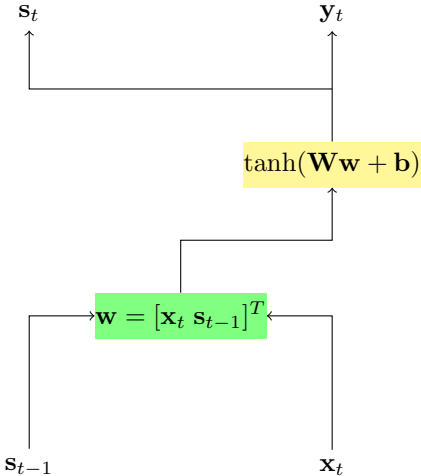 s_t y_t
tanh(Ww + b)
w = [x_t s_{t−1}]^T
s_{t−1} x_t